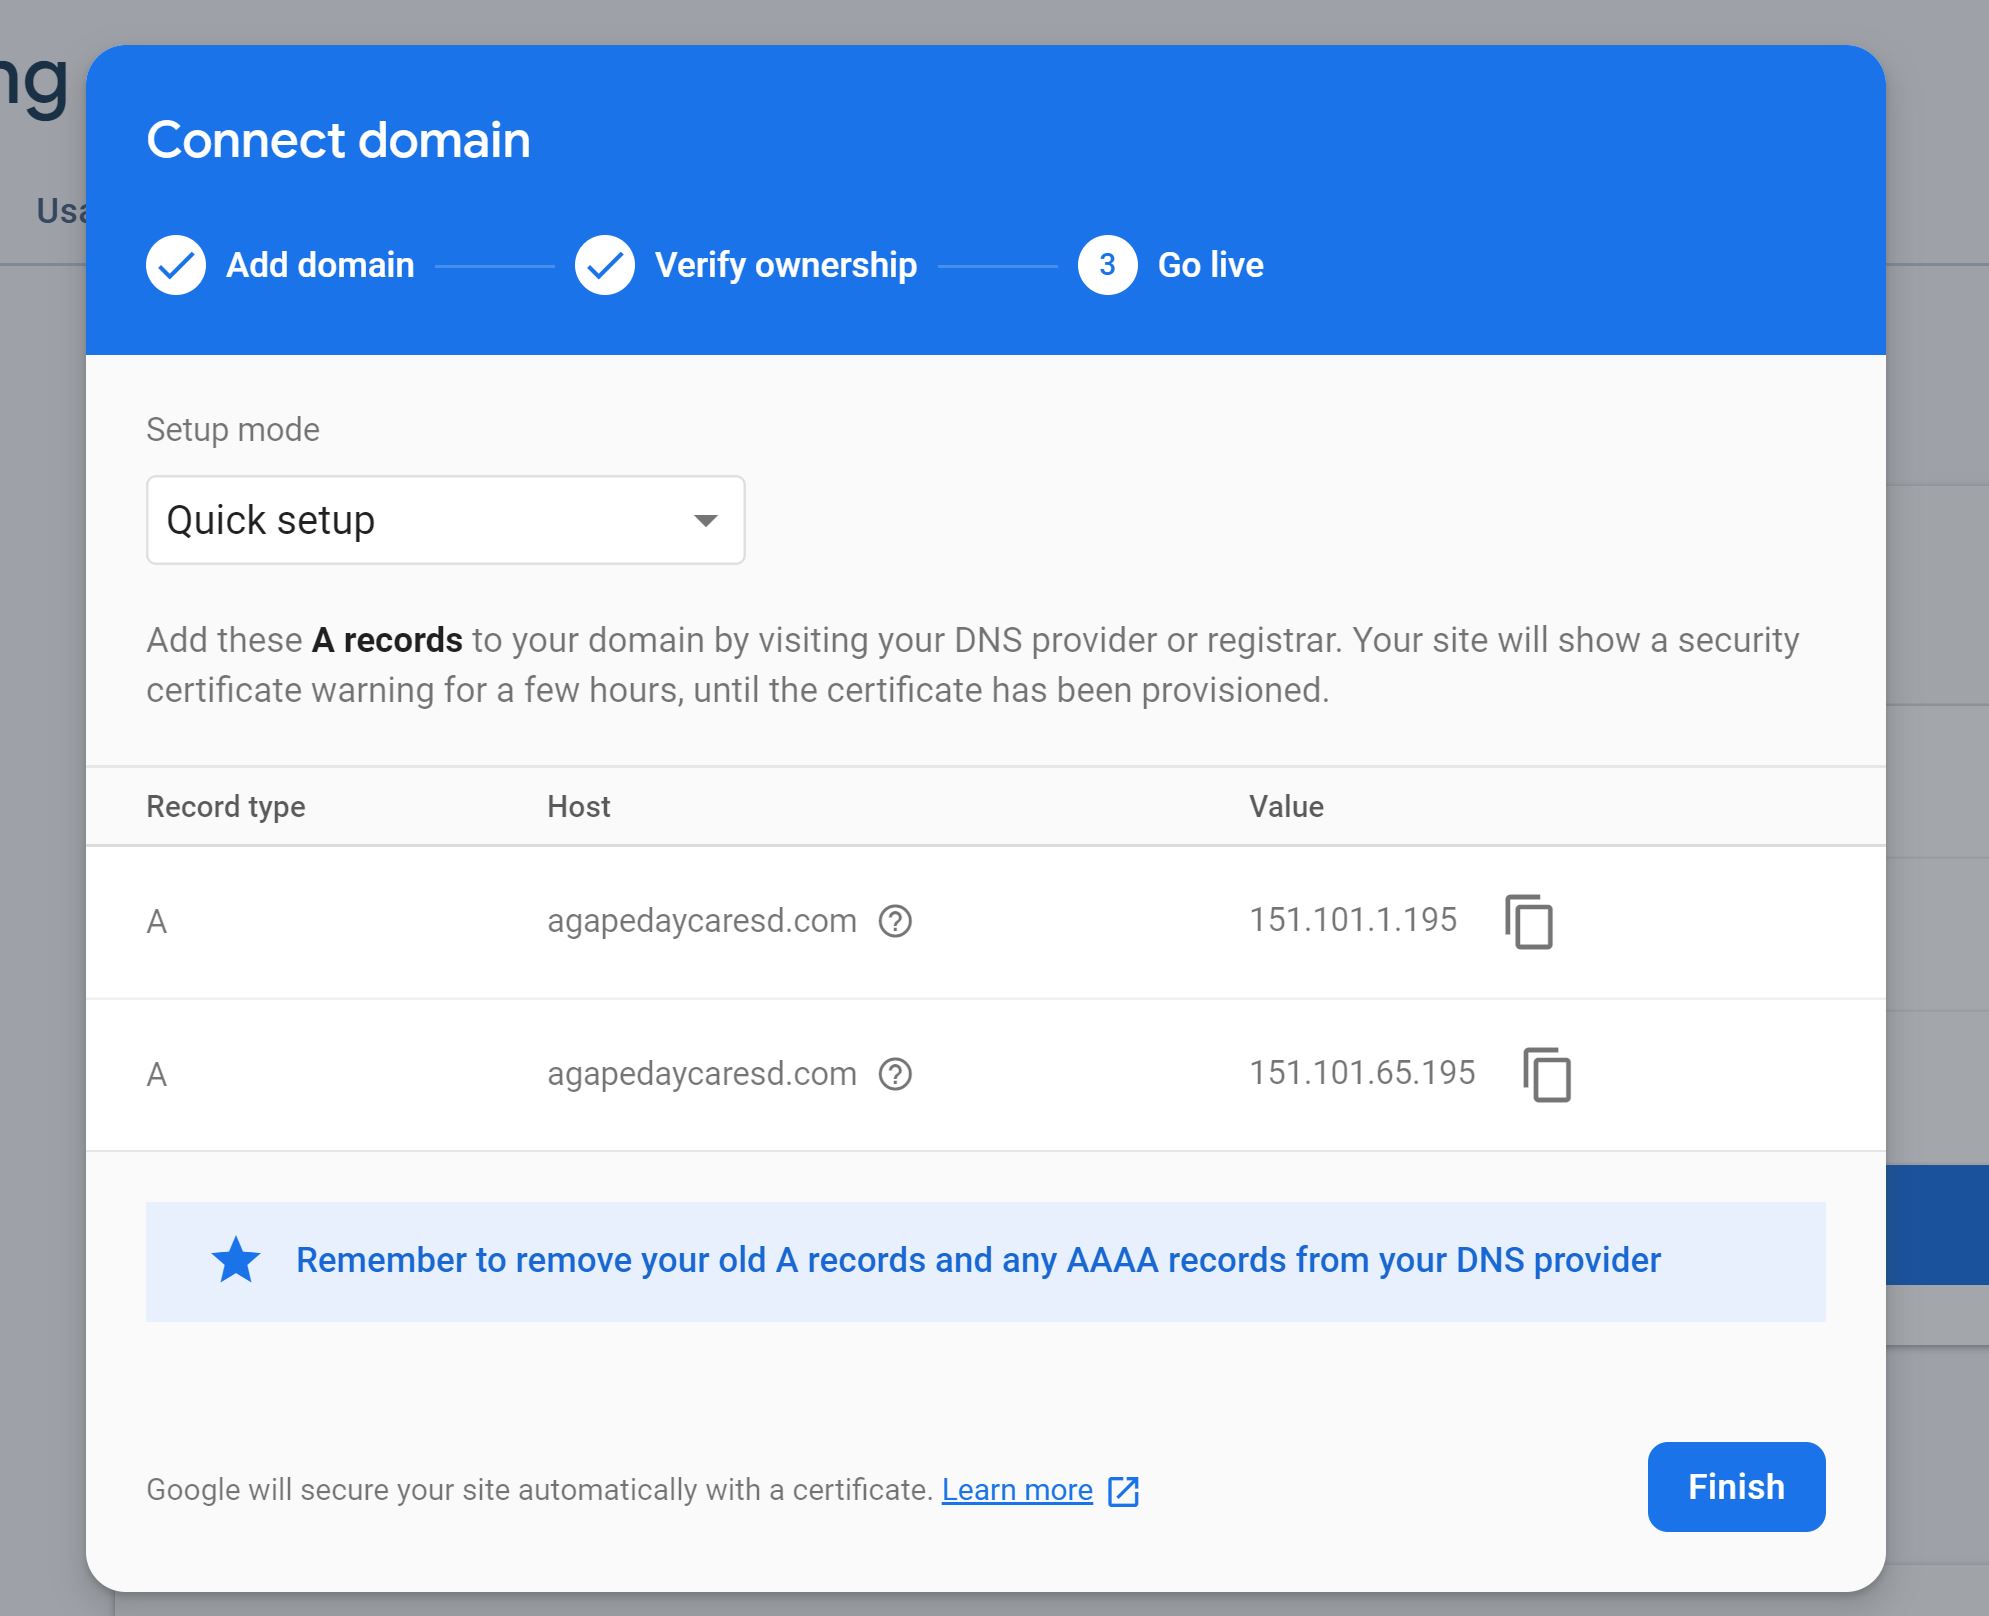 ng
Connect domain
Usa
Add domain
Verify ownership
3 Go live
Setup mode
Quick setup
Add these A records to your domain by visiting your DNS provider or registrar. Your site will show a security
certificate warning for a few hours, until the certificate has been provisioned.
Record type Host Value
A agapedaycaresd.com 151.101.1.195
A agapedaycaresd.com 151.101.65.195
Remember to remove your old A records and any AAAA records from your DNS provider
Google will secure your site automatically with a certificate. Learn more
Finish